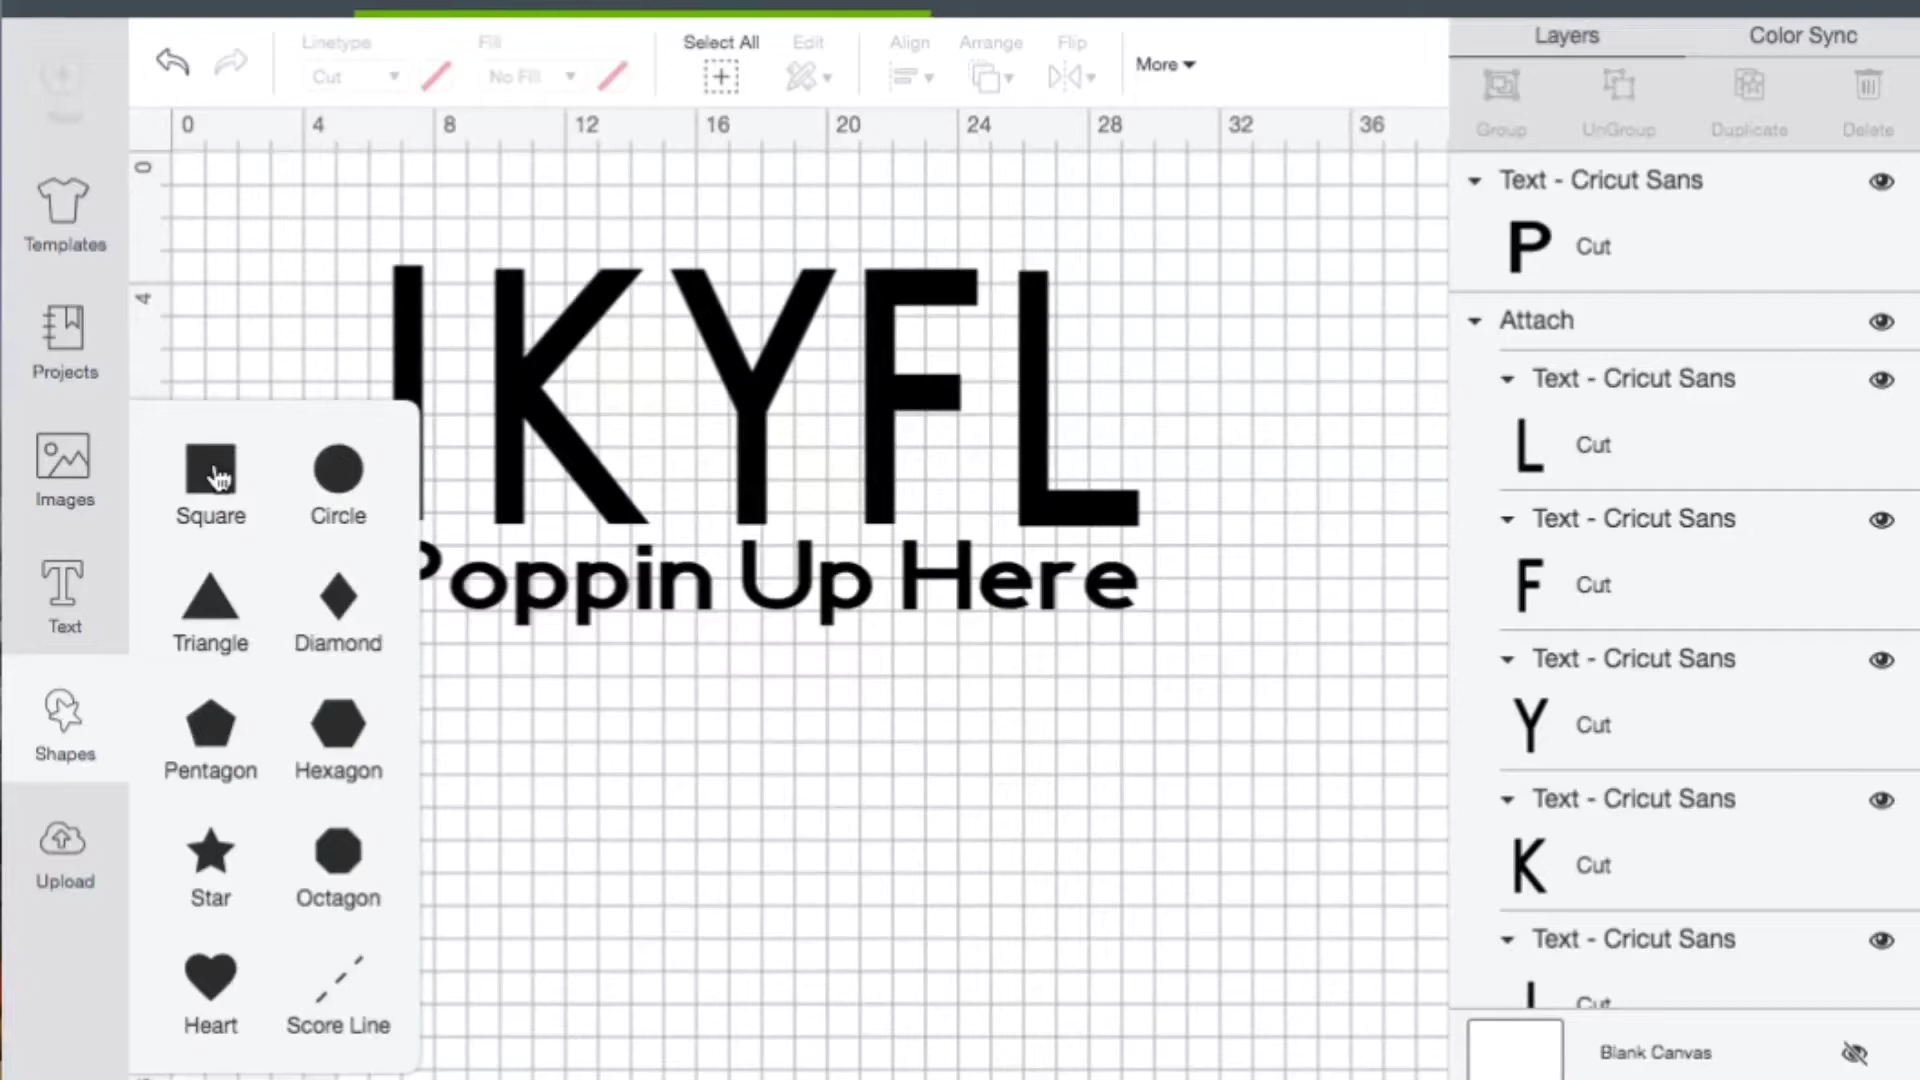 Linetype
Fill
Select All
Edit
Align
Arrange
Flip
More
Cut
No Fill
Layers
Color Sync
Group
UnGroup
Duplicate
Delete
0 4 8 12 16 20 24 28 32 36
0
4
Templates
Projects
Images
Text
Shapes
Upload
Square
Circle
Triangle
Diamond
Pentagon
Hexagon
Star
Octagon
Heart
Score Line
IKYFL
Poppin Up Here
Text - Cricut Sans
P Cut
Attach
Text - Cricut Sans
L Cut
Text - Cricut Sans
F Cut
Text - Cricut Sans
Y Cut
Text - Cricut Sans
K Cut
Text - Cricut Sans
I Cut
Blank Canvas